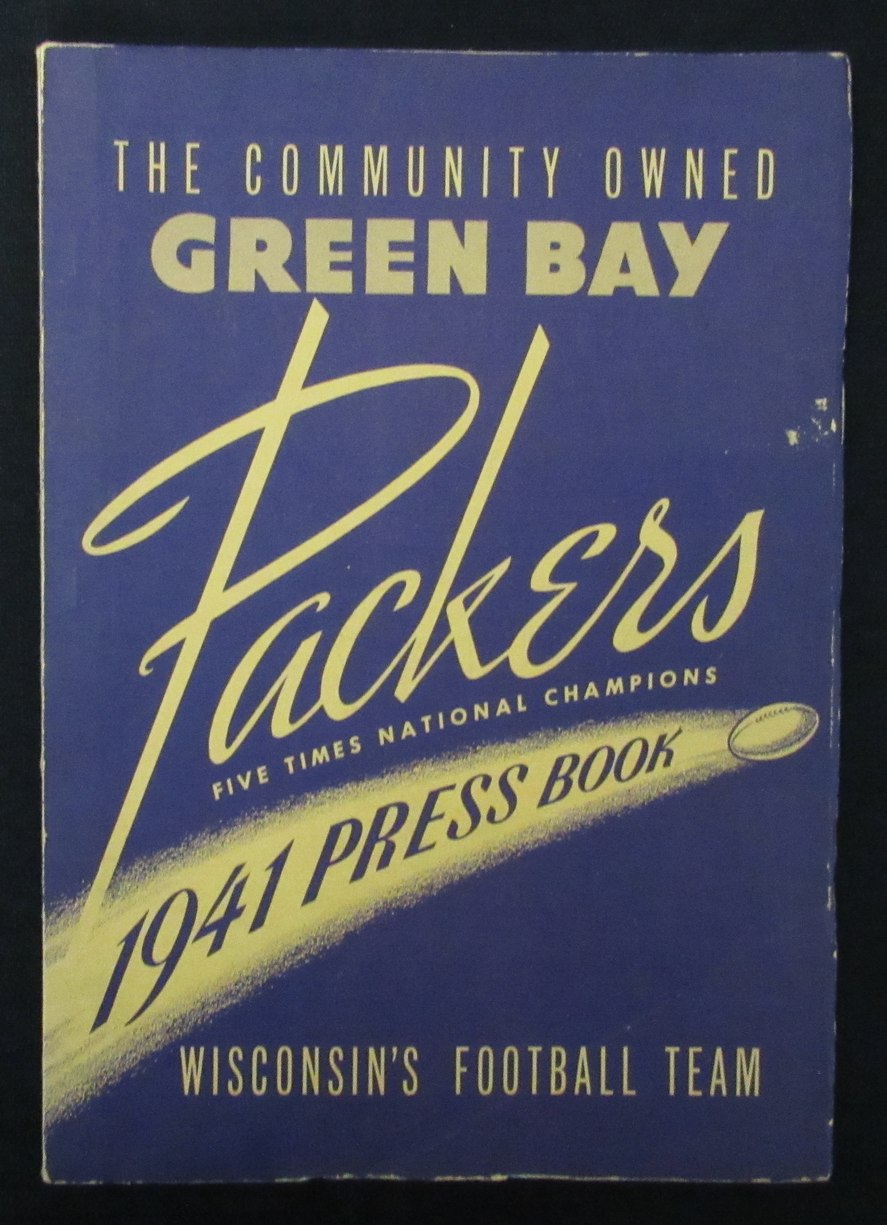 THE COMMUNITY OWNED
GREEN BAY
Packers
FIVE TIMES NATIONAL CHAMPIONS
1941 PRESS BOOK
WISCONSIN'S FOOTBALL TEAM